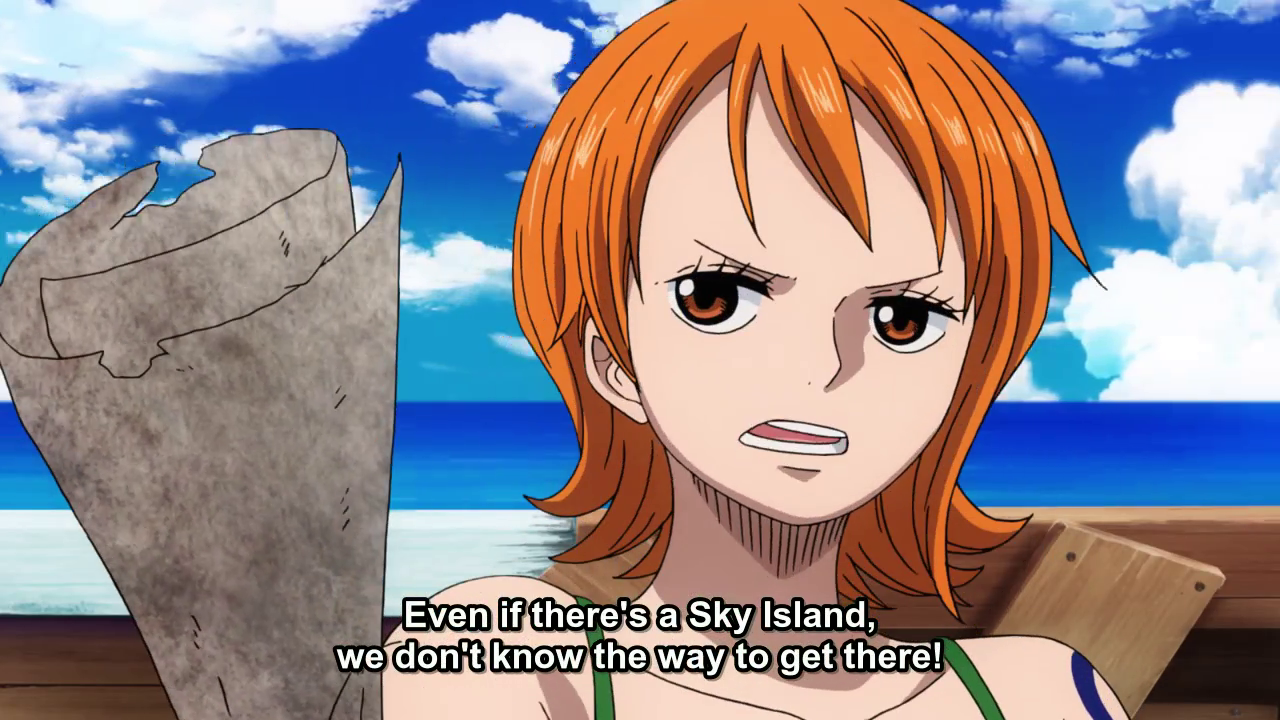 Even if there's a Sky Island,
we don't know the way to get there!